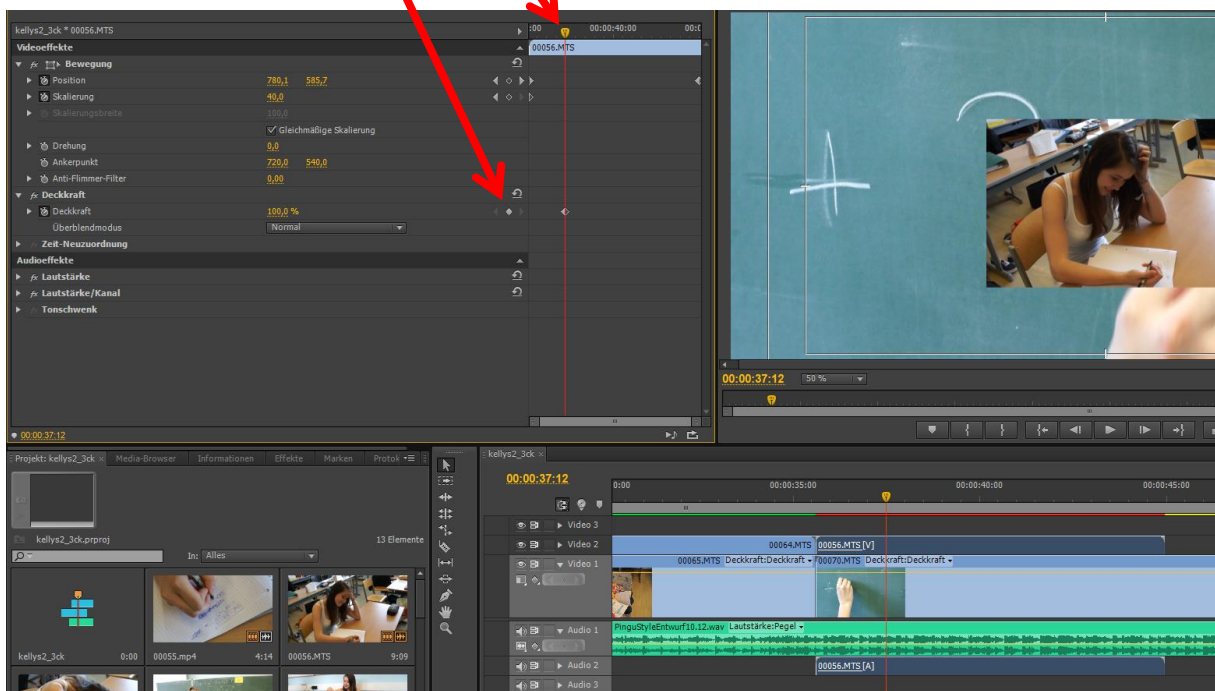 kellys2_3ck * 00056.MTS
:00 00:00:40:00 00:0
Videoeffekte 00056.MTS
fx Bewegung
Position 780,1 585,7
Skalierung 40,0
Skalierungsbreite 100,0
Gleichmäßige Skalierung
Drehung 0,0
Ankerpunkt 720,0 540,0
Anti-Flimmer-Filter 0,00
fx Deckkraft
Deckkraft 100,0 %
Überblendmodus Normal
Zeit-Neuzuordnung
Audioeffekte
fx Lautstärke
fx Lautstärke/Kanal
Tonschwenk
00:00:37:12
00:00:37:12 50 %
Projekt: kellys2_3ck × Media-Browser Informationen Effekte Marken Protok
kellys2_3ck.prproj
13 Elemente
In: Alles
kellys2_3ck 0:00 00055.mp4 4:14 00056.MTS 9:09
kellys2_3ck ×
00:00:37:12
0:00 00:00:35:00 00:00:40:00 00:00:45:00
Video 3
Video 2 00064.MTS 00056.MTS [V]
Video 1 00065.MTS Deckkraft:Deckkraft 00070.MTS Deckkraft:Deckkraft
Audio 1 PinguStyleEntwurf10.12.wav Lautstärke:Pegel
Audio 2 00056.MTS [A]
Audio 3